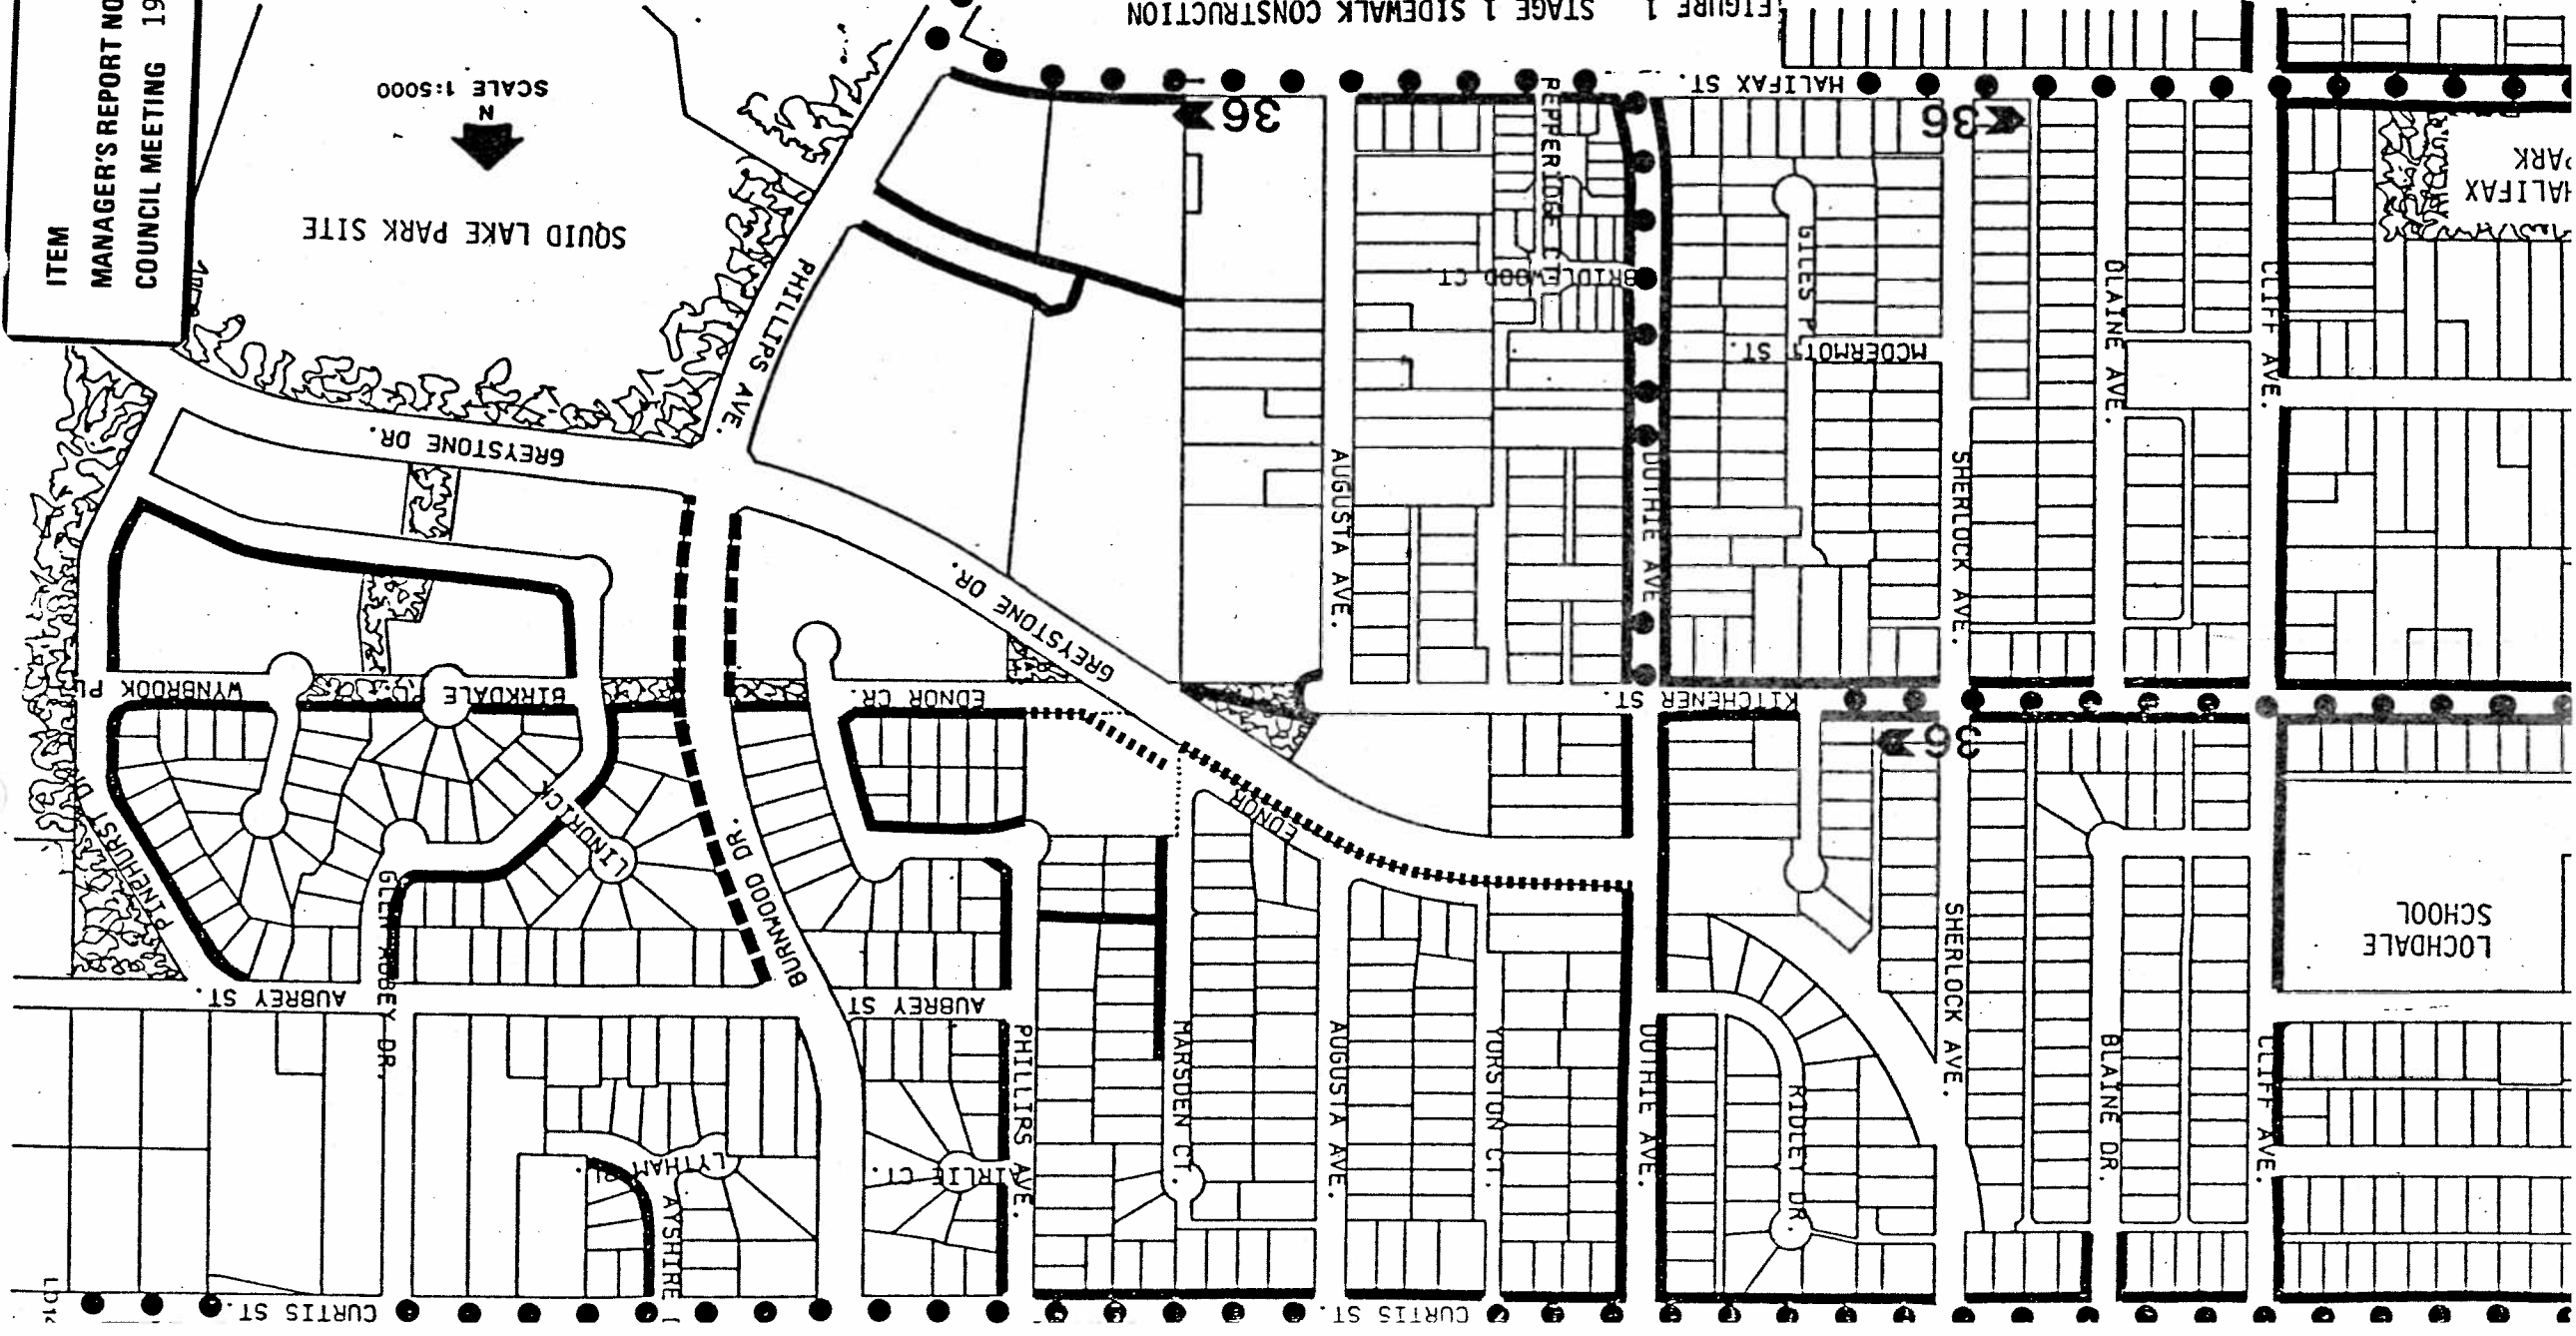 ITEM
MANAGER'S REPORT NO
COUNCIL MEETING 19
FIGURE 1 STAGE 1 SIDEWALK CONSTRUCTION
N
SCALE 1:5000
SQUID LAKE PARK SITE
HALIFAX ST.
36
36
HALIFAX
PARK
PHILLIPS AVE.
PEPPERIDGE CT.
BRIDLEWOOD CT.
GILES P
MCDERMOTT ST.
BLAINE AVE.
CLIFF AVE.
GREYSTONE DR.
AUGUSTA AVE.
DUTHIE AVE
SHERLOCK AVE.
GREYSTONE DR.
WYNBROOK PL
BIRKDALE PL.
EDNOR CR.
KITCHENER ST
36
PINEHURST DR
LINDRICK
BURNWOOD DR.
EDNOR
GLEN ABBEY DR.
AUBREY ST.
AUBREY ST
SHERLOCK AVE.
LOCHDALE
SCHOOL
PHILLIPS AVE.
MARSDEN CT.
AUGUSTA AVE.
YORSTON CT.
DUTHIE AVE.
RIDLEY DR.
BLAINE DR.
CLIFF AVE.
LYTHAM PL.
AIRLIE CT.
AYSHIRE
CURTIS ST.
CURTIS ST.